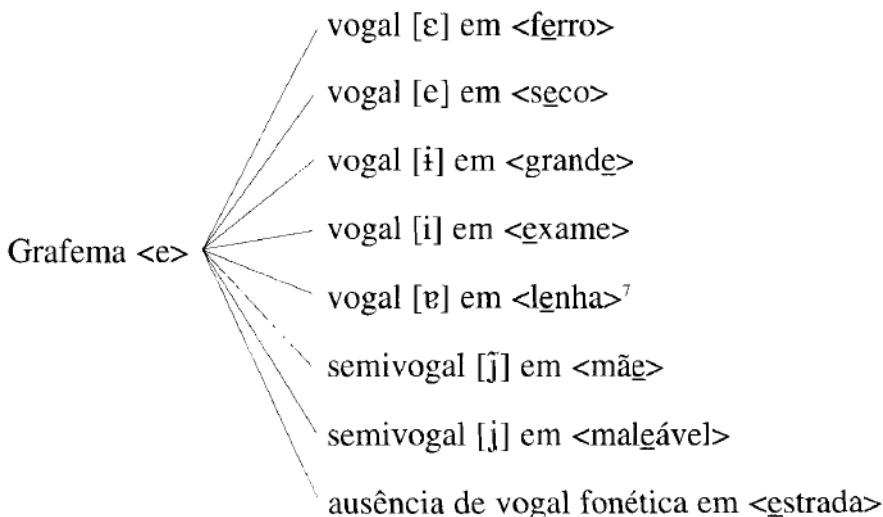 vogal [ɛ] em <ferro>
vogal [e] em <seco>
vogal [ɨ] em <grande>
vogal [i] em <exame>
Grafema <e>
vogal [ɐ] em <lenha>⁷
semivogal [j̃] em <mãe>
semivogal [j] em <maleável>
ausência de vogal fonética em <estrada>